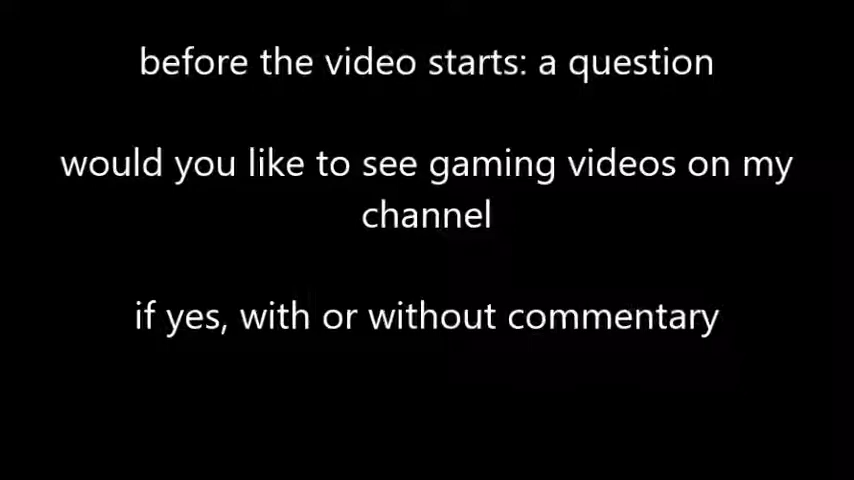 before the video starts: a question
would you like to see gaming videos on my
channel
if yes, with or without commentary